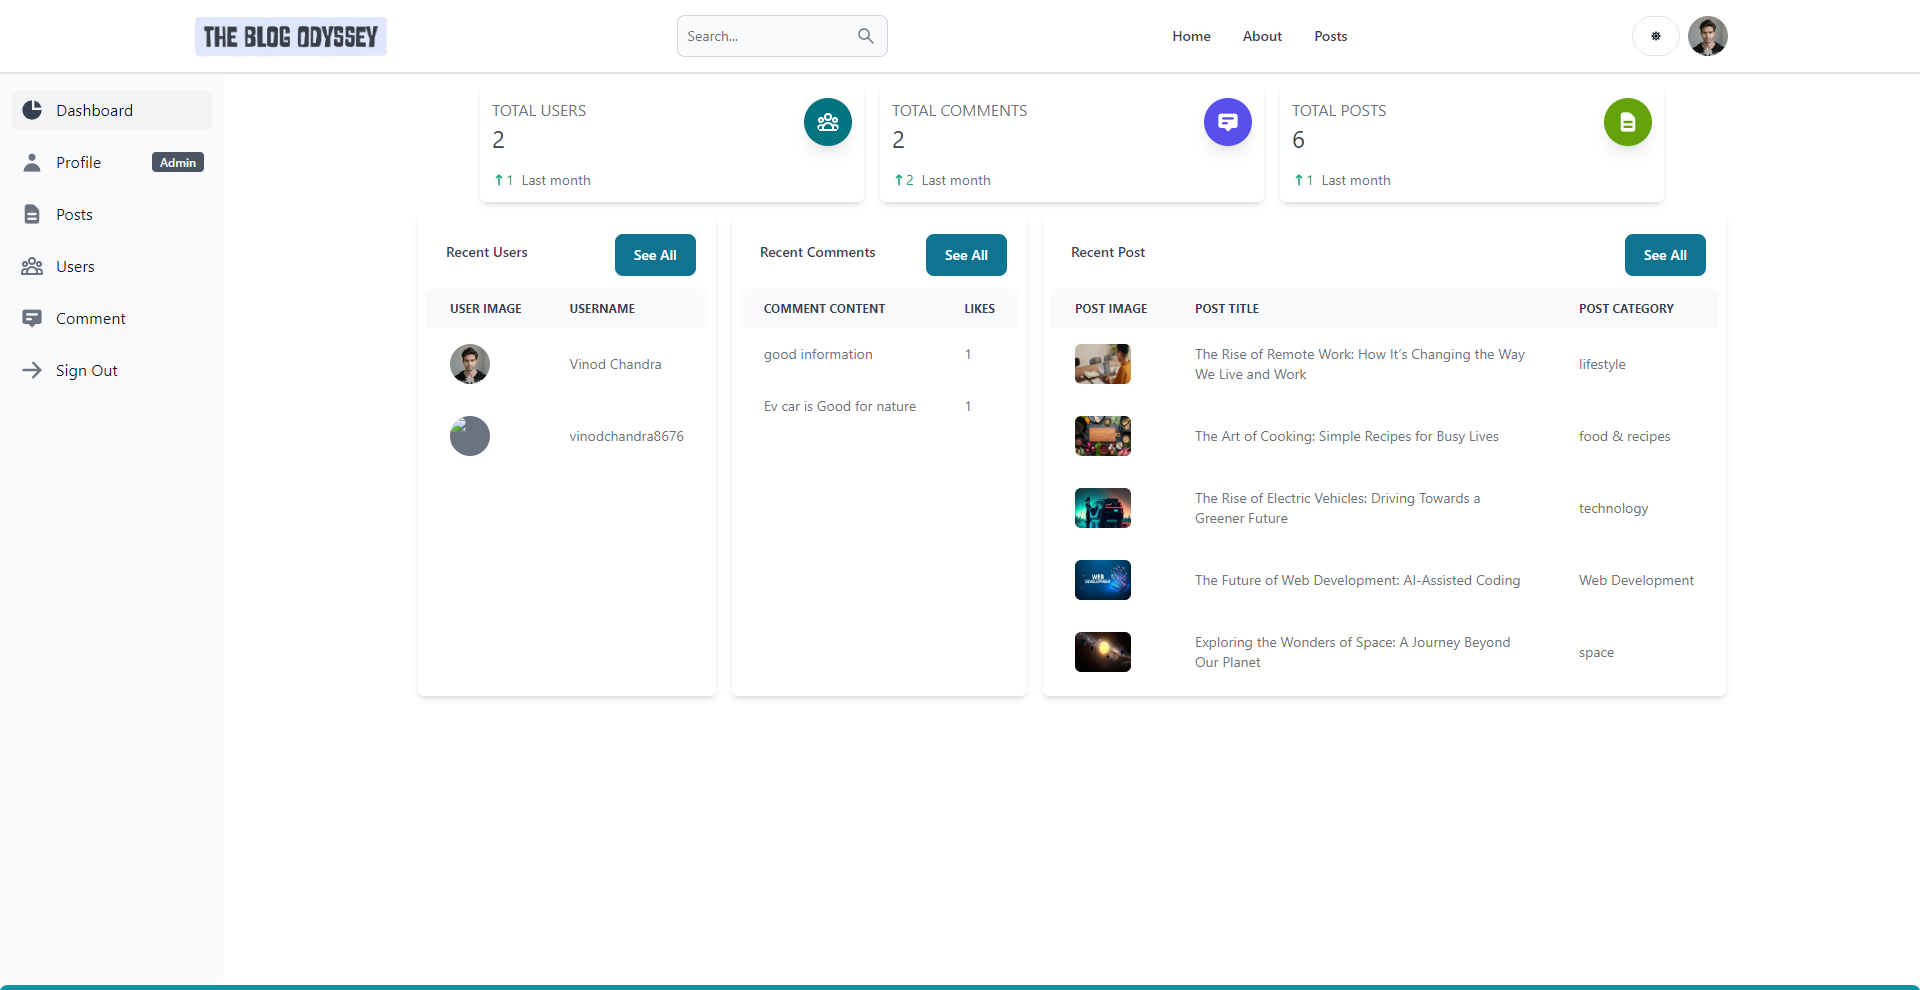 THE BLOG ODYSSEY
Search...
Home
About
Posts
Dashboard
Profile
Admin
Posts
Users
Comment
Sign Out
TOTAL USERS
2
1 Last month
TOTAL COMMENTS
2
2 Last month
TOTAL POSTS
6
1 Last month
Recent Users
See All
USER IMAGE
USERNAME
Vinod Chandra
vinodchandra8676
Recent Comments
See All
COMMENT CONTENT
LIKES
good information
1
Ev car is Good for nature
1
Recent Post
See All
POST IMAGE
POST TITLE
POST CATEGORY
The Rise of Remote Work: How It’s Changing the Way
We Live and Work
lifestyle
The Art of Cooking: Simple Recipes for Busy Lives
food & recipes
The Rise of Electric Vehicles: Driving Towards a
Greener Future
technology
WEB
DEVELOPMENT
The Future of Web Development: AI-Assisted Coding
Web Development
Exploring the Wonders of Space: A Journey Beyond
Our Planet
space